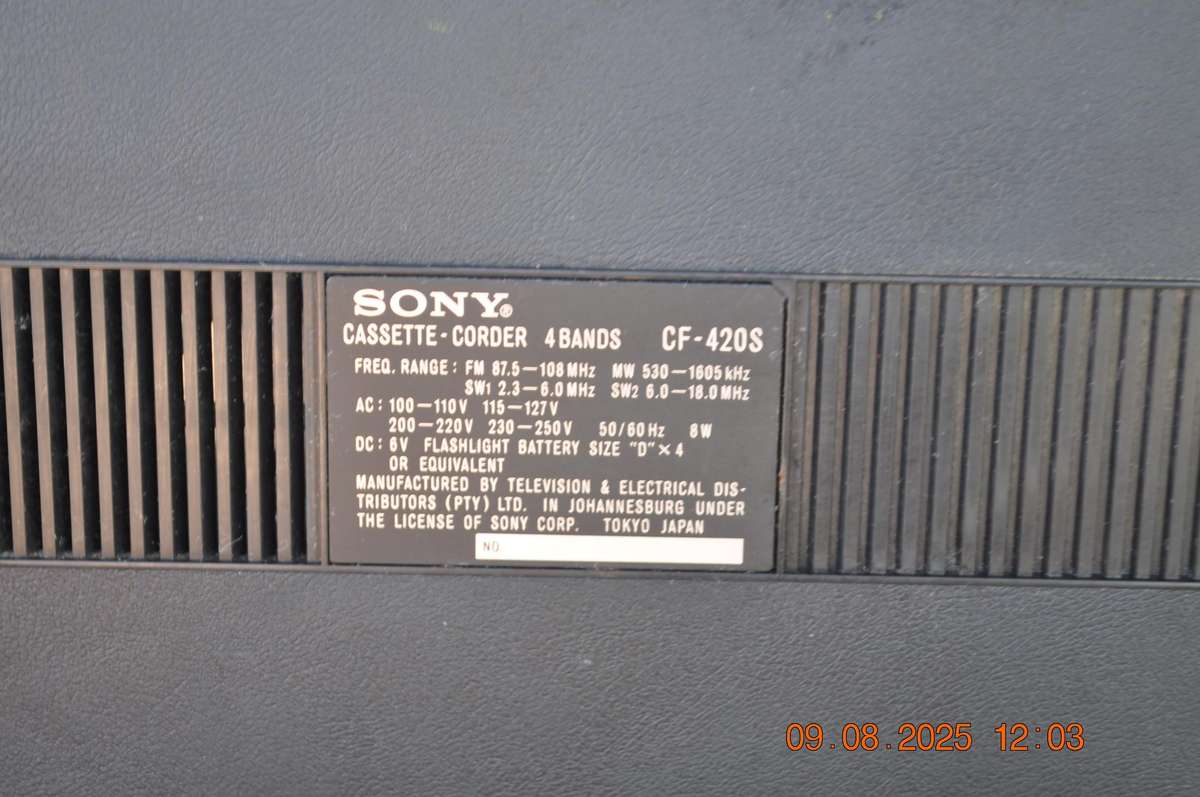 SONY®
CASSETTE-CORDER 4 BANDS CF-420S
FREQ. RANGE: FM 87.5—108 MHz MW 530—1605 kHz
SW1 2.3—6.0 MHz SW2 6.0—18.0 MHz
AC: 100—110V 115—127V
200—220V 230—250V 50/60 Hz 8W
DC: 6V FLASHLIGHT BATTERY SIZE "D"×4
OR EQUIVALENT
MANUFACTURED BY TELEVISION & ELECTRICAL DIS-
TRIBUTORS (PTY) LTD. IN JOHANNESBURG UNDER
THE LICENSE OF SONY CORP. TOKYO JAPAN
NO.
09.08.2025 12:03